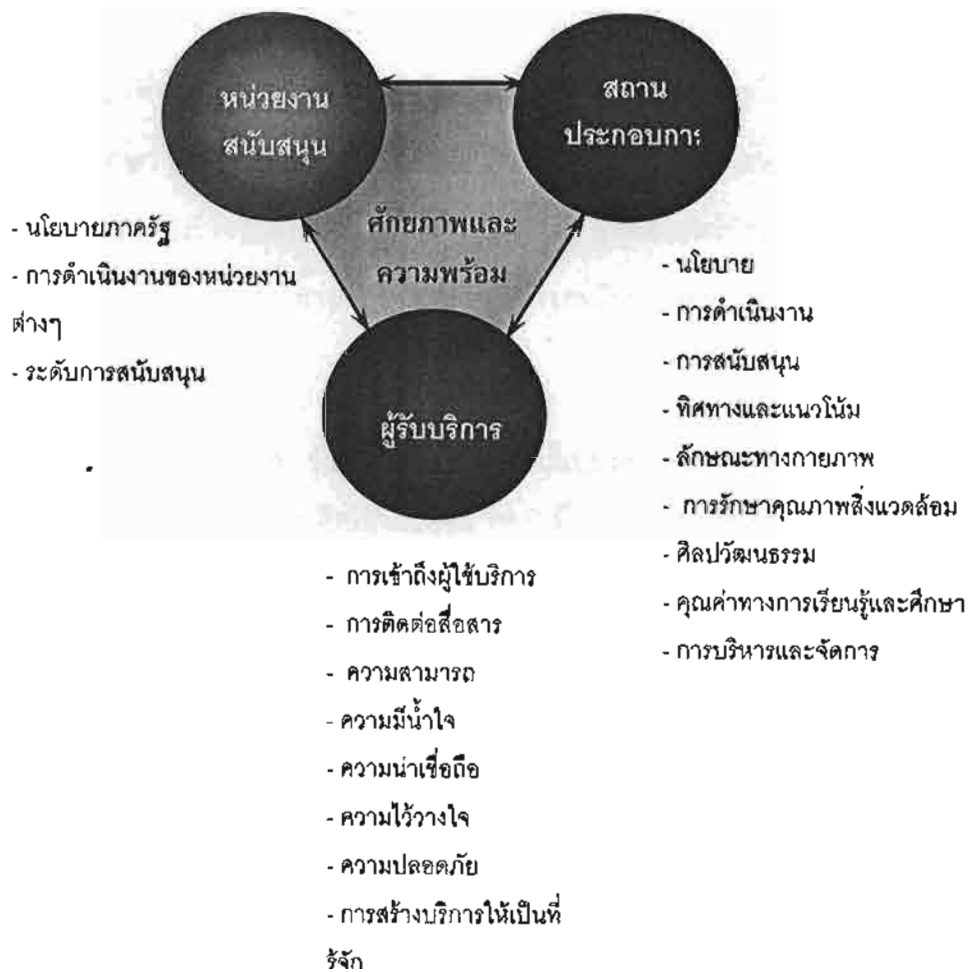 หน่วยงาน
สนับสนุน
สถาน
ประกอบการ
ศักยภาพและ
ความพร้อม
ผู้รับบริการ
- นโยบายภาครัฐ
- การดำเนินงานของหน่วยงาน
ต่างๆ
- ระดับการสนับสนุน
- นโยบาย
- การดำเนินงาน
- การสนับสนุน
- ทิศทางและแนวโน้ม
- ลักษณะทางกายภาพ
- การรักษาคุณภาพสิ่งแวดล้อม
- ศิลปวัฒนธรรม
- คุณค่าทางการเรียนรู้และศึกษา
- การบริหารและจัดการ
- การเข้าถึงผู้ใช้บริการ
- การติดต่อสื่อสาร
- ความสามารถ
- ความมีน้ำใจ
- ความน่าเชื่อถือ
- ความไว้วางใจ
- ความปลอดภัย
- การสร้างบริการให้เป็นที่
รู้จัก